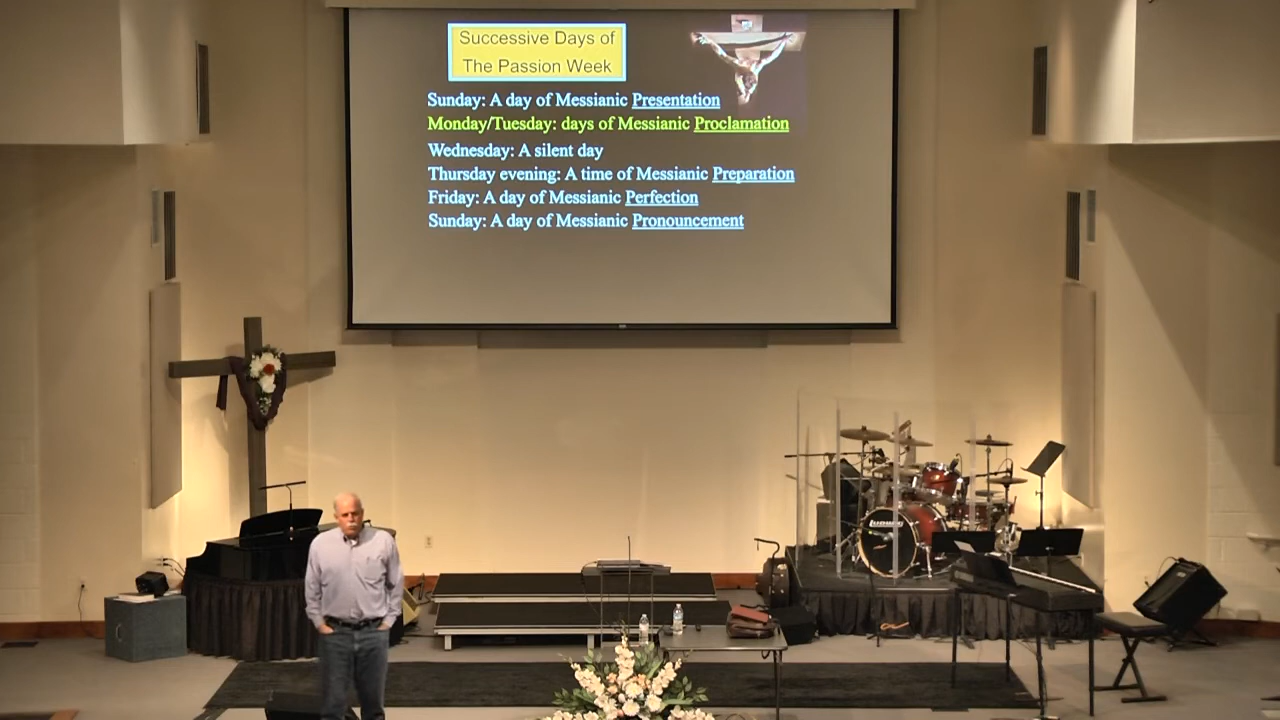 Successive Days of
The Passion Week
Sunday: A day of Messianic Presentation
Monday/Tuesday: days of Messianic Proclamation
Wednesday: A silent day
Thursday evening: A time of Messianic Preparation
Friday: A day of Messianic Perfection
Sunday: A day of Messianic Pronouncement
Ludwig